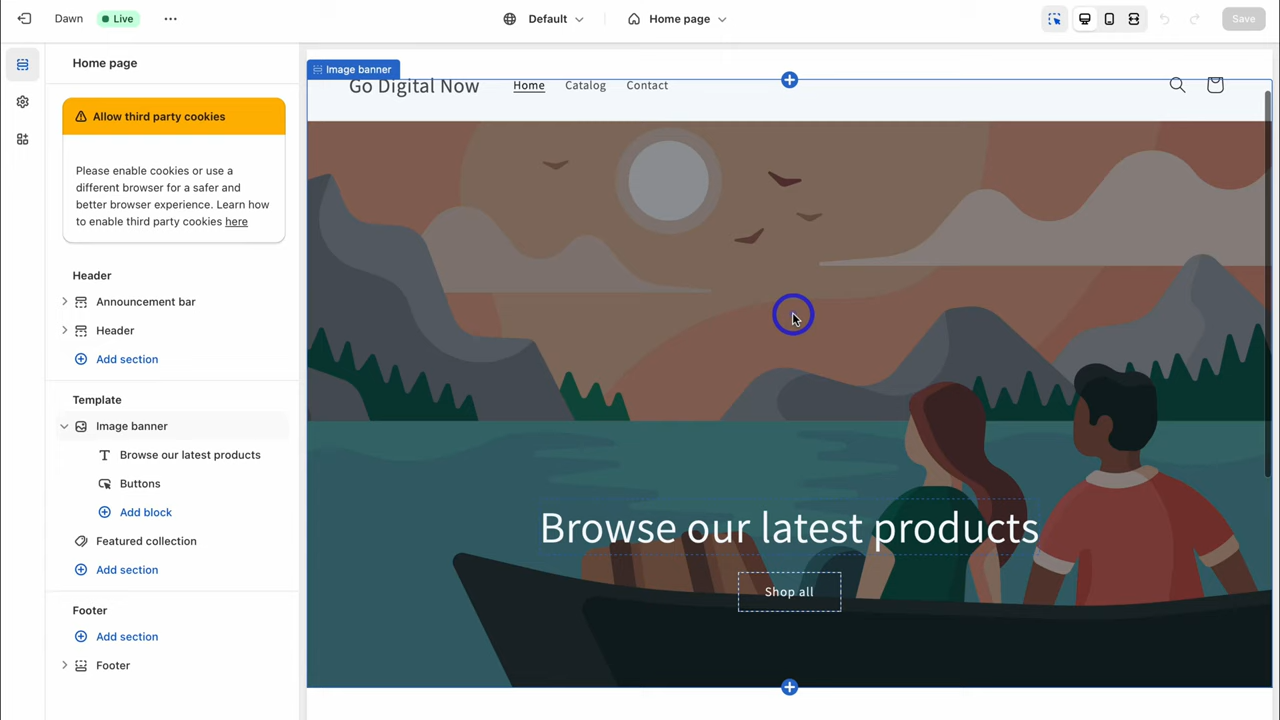 Dawn
Live
Default
Home page
Save
Home page
Allow third party cookies
Please enable cookies or use a
different browser for a safer and
better browser experience. Learn how
to enable third party cookies here
Header
Announcement bar
Header
Add section
Template
Image banner
Browse our latest products
Buttons
Add block
Featured collection
Add section
Footer
Add section
Footer
Image banner
Go Digital Now
Home
Catalog
Contact
Browse our latest products
Shop all